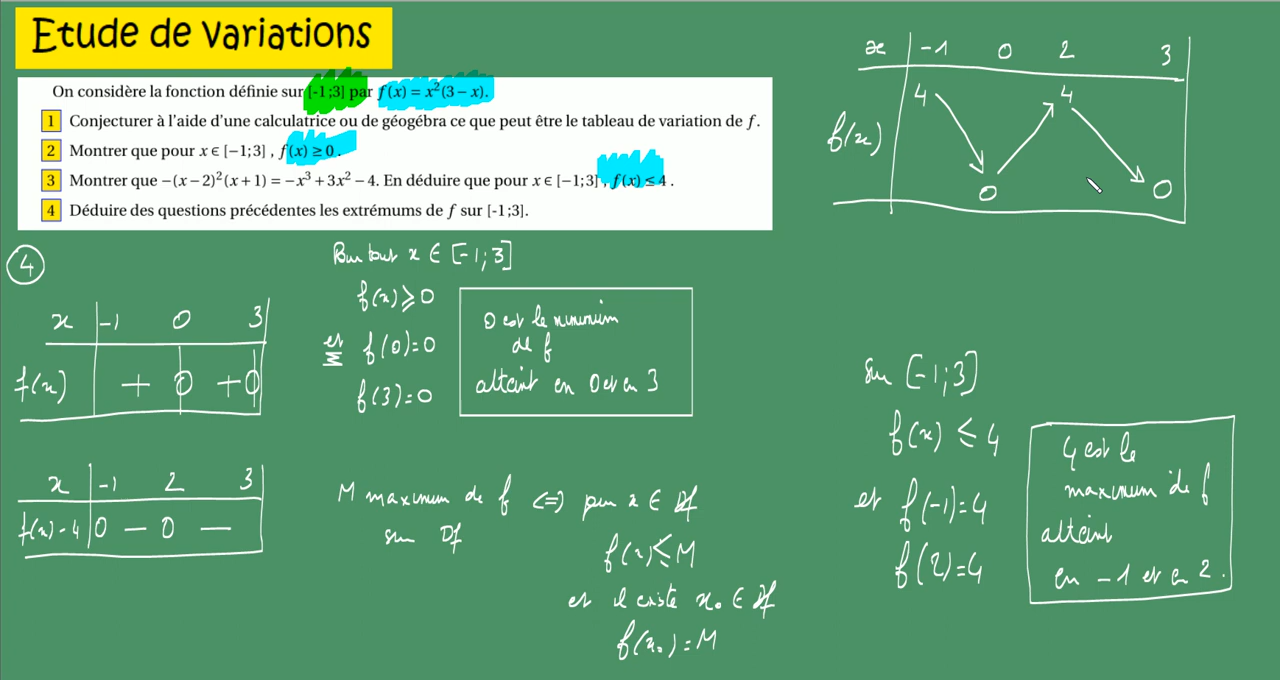 Etude de Variations
On considère la fonction définie sur [-1;3] par f(x) = x²(3 − x).
1 Conjecturer à l'aide d'une calculatrice ou de géogébra ce que peut être le tableau de variation de f.
2 Montrer que pour x ∈ [−1;3] , f(x) ≥ 0 .
3 Montrer que −(x − 2)²(x + 1) = −x³ + 3x² − 4. En déduire que pour x ∈ [−1;3] , f(x) ≤ 4 .
4 Déduire des questions précédentes les extrémums de f sur [-1;3].
x -1 0 2 3
4 4
f(x)
0 0
4
x -1 0 3
f(x) + 0 + 0
x -1 2 3
f(x)-4 0 — 0 —
Pour tout x ∈ [-1;3]
f(x) ⩾ 0
et f(0)=0
f(3)=0
0 est le minimum
de f
atteint en 0 et en 3
M maximum de f <=> pour x ∈ Df
sur Df
f(x) ≤ M
et il existe x₀ ∈ Df
f(x₀) = M
Sur [-1;3]
f(x) ≤ 4
et f(-1)=4
f(2)=4
4 est le
maximum de f
atteint
en -1 et en 2.